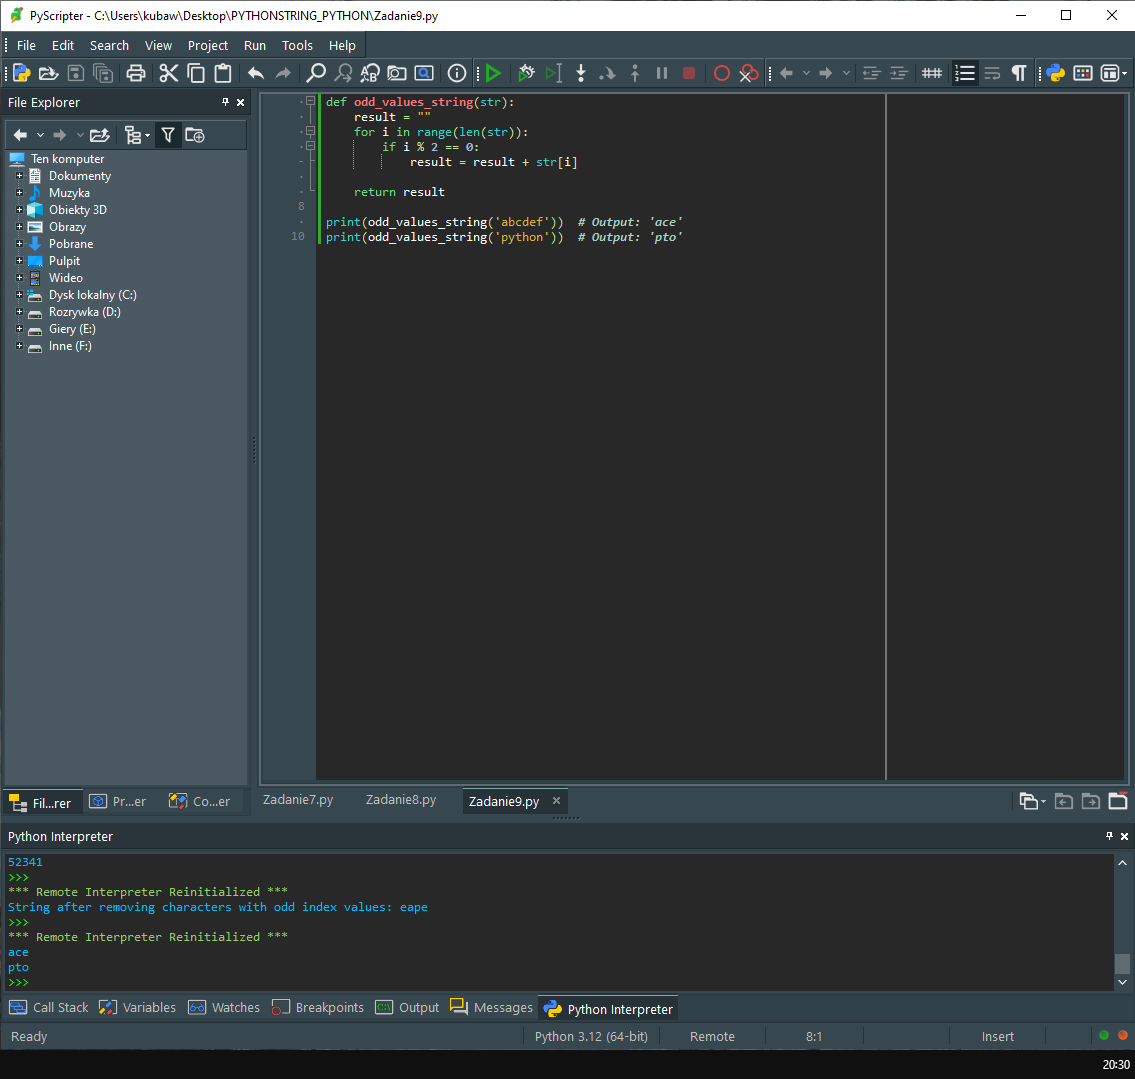 PyScripter - C:\Users\kubaw\Desktop\PYTHONSTRING_PYTHON\Zadanie9.py
File Edit Search View Project Run Tools Help
File Explorer
Ten komputer
Dokumenty
Muzyka
Obiekty 3D
Obrazy
Pobrane
Pulpit
Wideo
Dysk lokalny (C:)
Rozrywka (D:)
Giery (E:)
Inne (F:)
Fil...rer Pr...er Co...er
def odd_values_string(str):
    result = ""
    for i in range(len(str)):
        if i % 2 == 0:
            result = result + str[i]
    return result
8
print(odd_values_string('abcdef'))  # Output: 'ace'
10 print(odd_values_string('python'))  # Output: 'pto'
Zadanie7.py Zadanie8.py Zadanie9.py
Python Interpreter
52341
>>>
*** Remote Interpreter Reinitialized ***
String after removing characters with odd index values: eape
>>>
*** Remote Interpreter Reinitialized ***
ace
pto
>>>
Call Stack Variables Watches Breakpoints Output Messages Python Interpreter
Ready Python 3.12 (64-bit) Remote 8:1 Insert
20:30